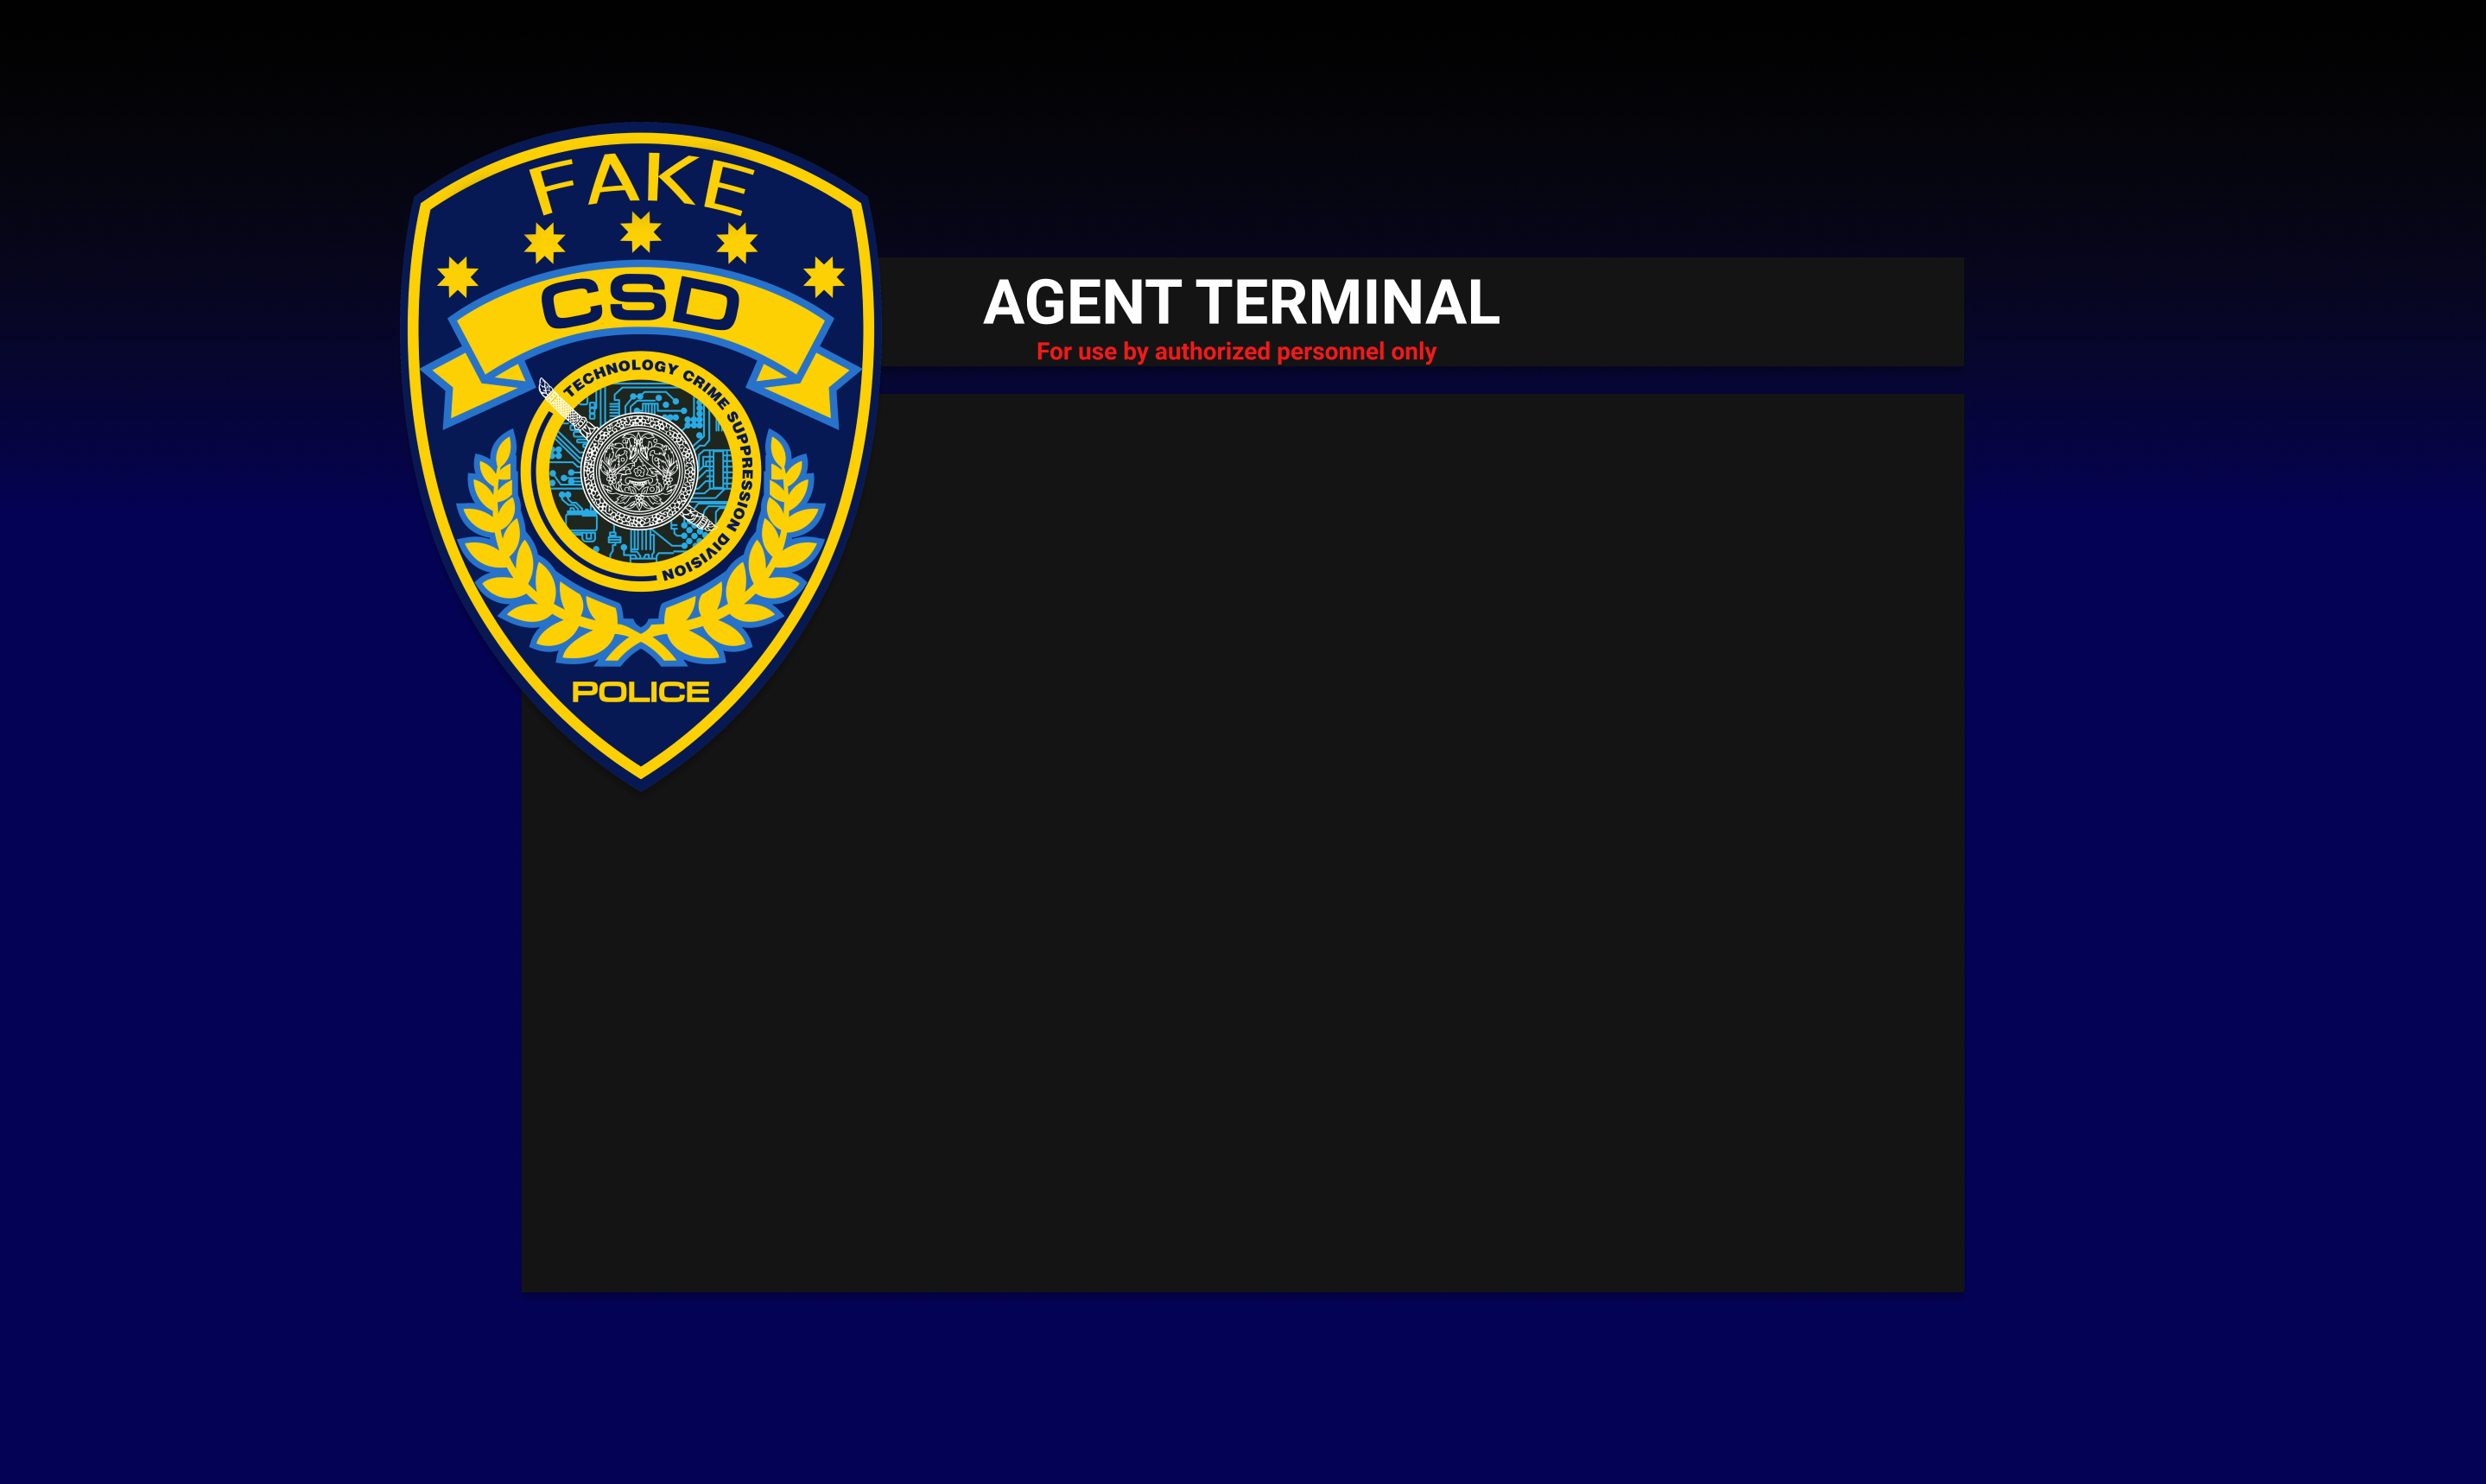 FAKE
CSD
TECHNOLOGY CRIME SUPPRESSION DIVISION
POLICE
AGENT TERMINAL
For use by authorized personnel only